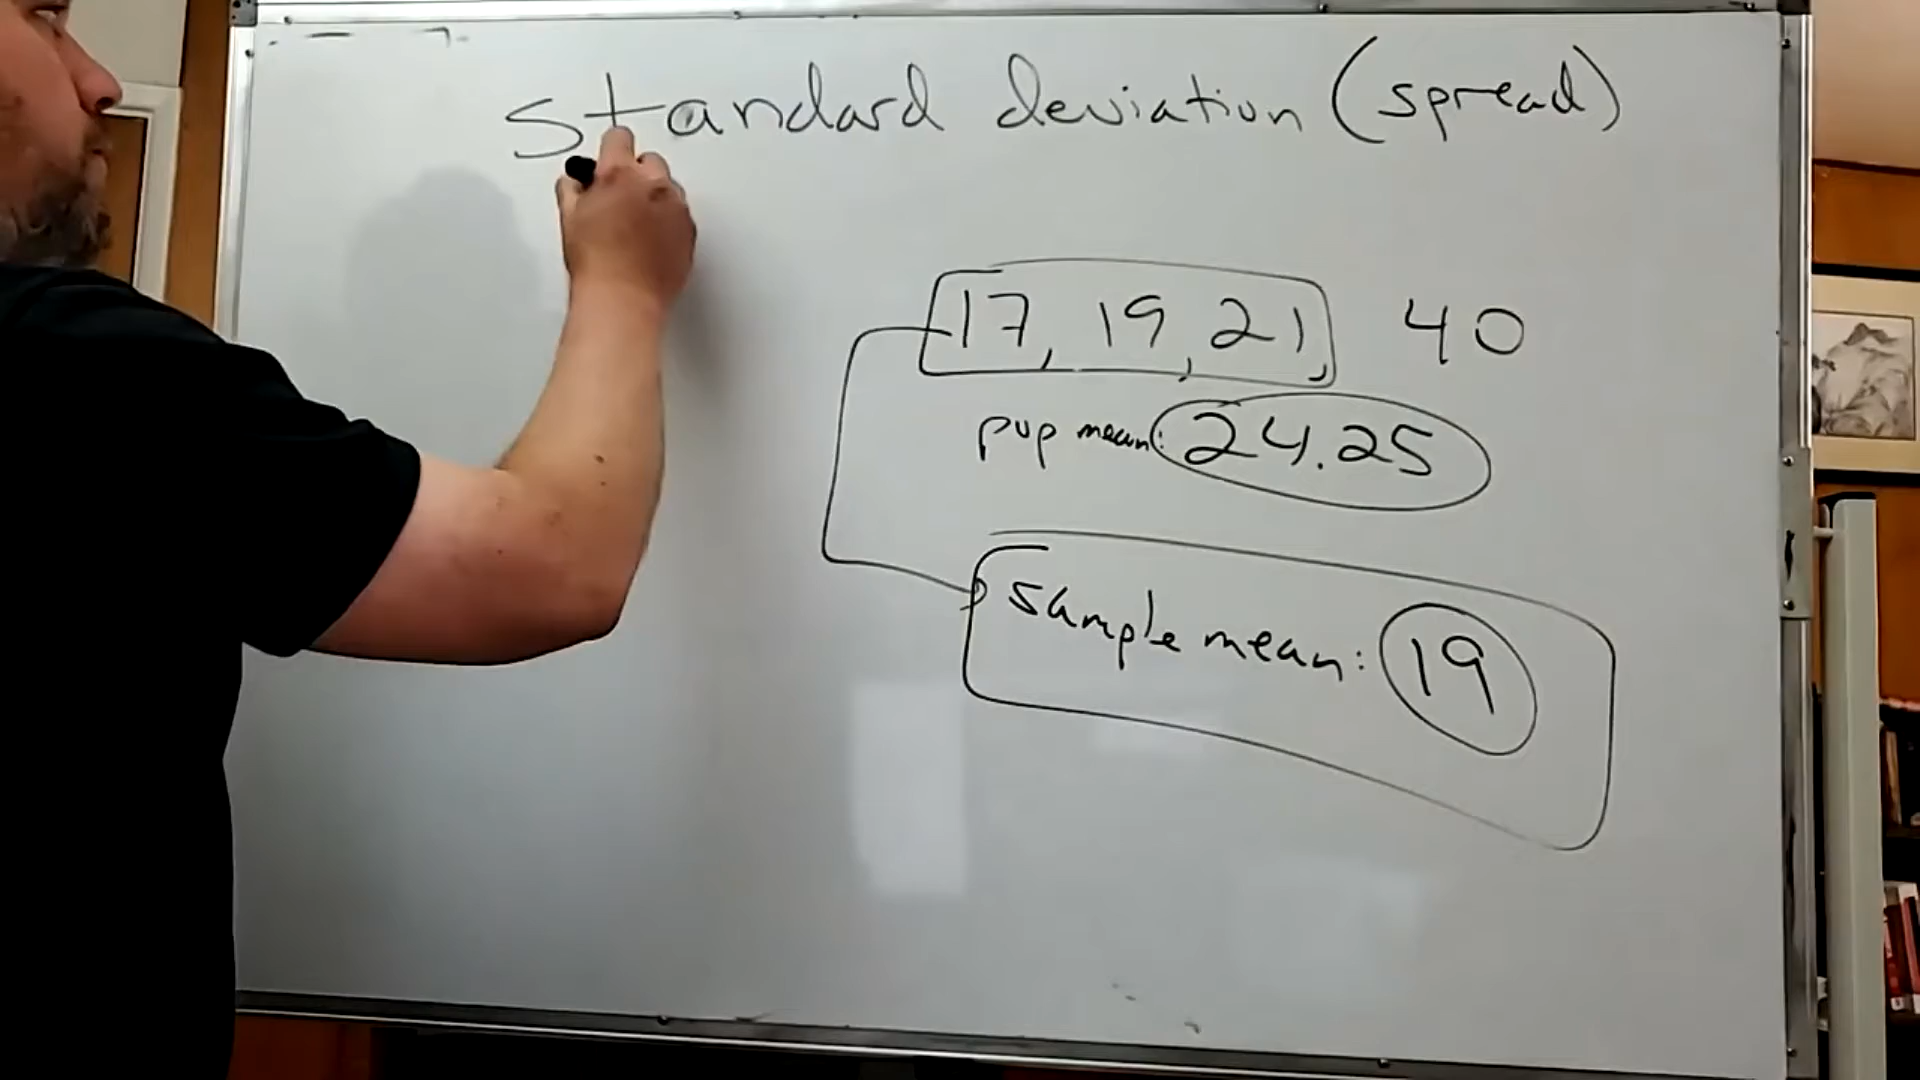 standard deviation (spread)
17, 19, 21, 40
pop mean: 24.25
sample mean: 19